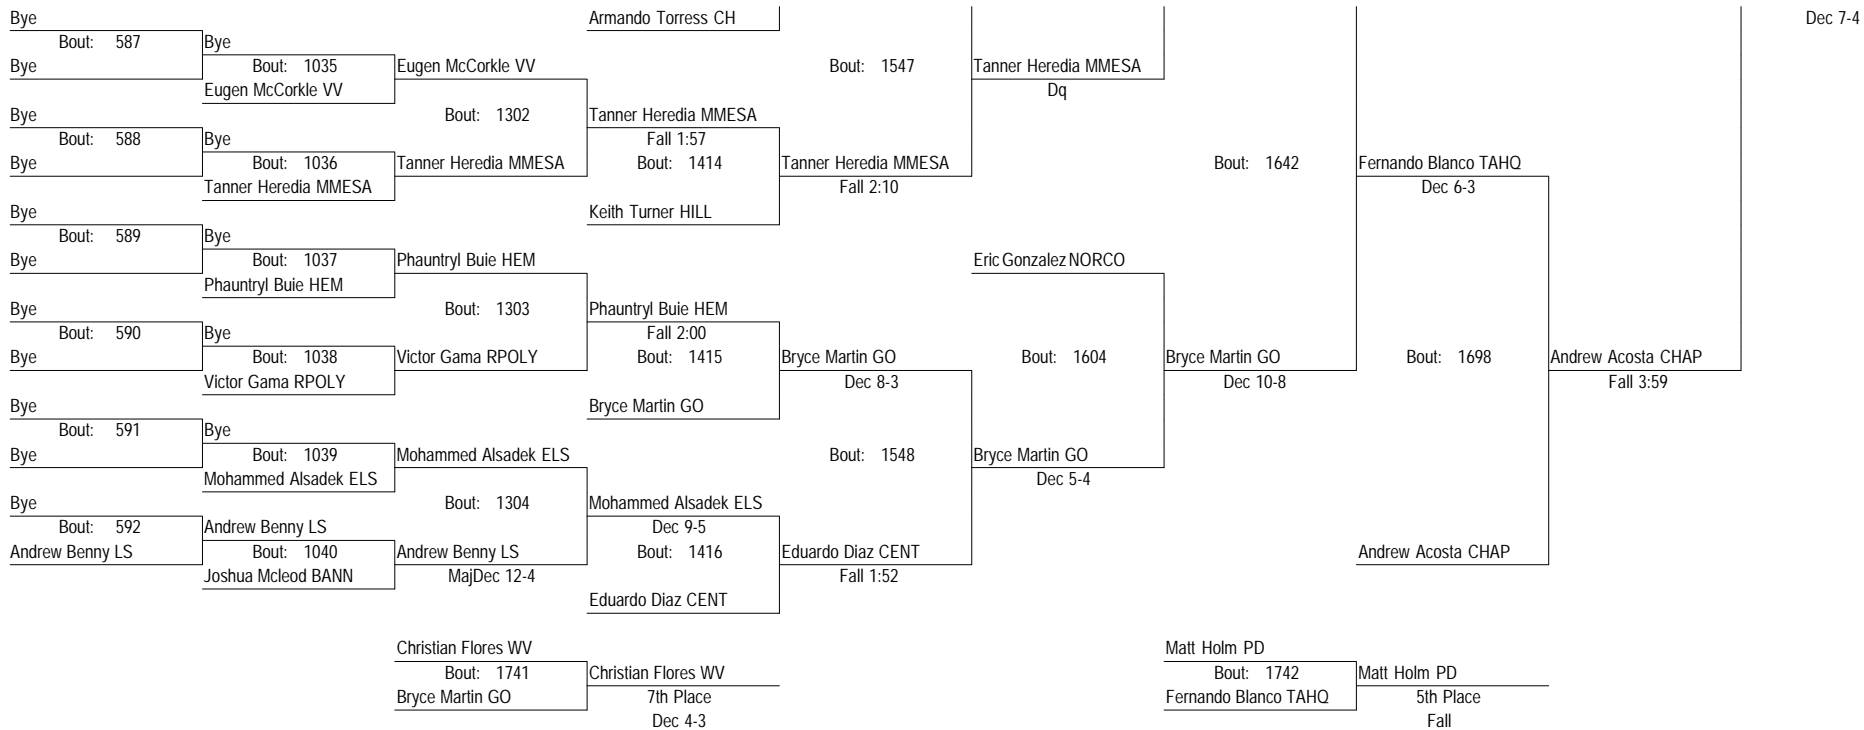 Bye
Armando Torress CH
Dec 7-4
Bout: 587
Bye
Bye
Bout: 1035
Eugen McCorkle VV
Bout: 1547
Tanner Heredia MMESA
Eugen McCorkle VV
Dq
Bye
Bout: 1302
Tanner Heredia MMESA
Bout: 588
Bye
Fall 1:57
Bye
Bout: 1036
Tanner Heredia MMESA
Bout: 1414
Tanner Heredia MMESA
Bout: 1642
Fernando Blanco TAHQ
Tanner Heredia MMESA
Fall 2:10
Dec 6-3
Bye
Keith Turner HILL
Bout: 589
Bye
Bye
Bout: 1037
Phauntryl Buie HEM
Eric Gonzalez NORCO
Phauntryl Buie HEM
Bye
Bout: 1303
Phauntryl Buie HEM
Bout: 590
Bye
Fall 2:00
Bye
Bout: 1038
Victor Gama RPOLY
Bout: 1415
Bryce Martin GO
Bout: 1604
Bryce Martin GO
Bout: 1698
Andrew Acosta CHAP
Victor Gama RPOLY
Dec 8-3
Dec 10-8
Fall 3:59
Bye
Bryce Martin GO
Bout: 591
Bye
Bye
Bout: 1039
Mohammed Alsadek ELS
Bout: 1548
Bryce Martin GO
Mohammed Alsadek ELS
Dec 5-4
Bye
Bout: 1304
Mohammed Alsadek ELS
Bout: 592
Andrew Benny LS
Dec 9-5
Andrew Benny LS
Bout: 1040
Andrew Benny LS
Bout: 1416
Eduardo Diaz CENT
Andrew Acosta CHAP
Joshua Mcleod BANN
MajDec 12-4
Fall 1:52
Eduardo Diaz CENT
Christian Flores WV
Matt Holm PD
Bout: 1741
Christian Flores WV
Bout: 1742
Matt Holm PD
Bryce Martin GO
7th Place
Fernando Blanco TAHQ
5th Place
Dec 4-3
Fall